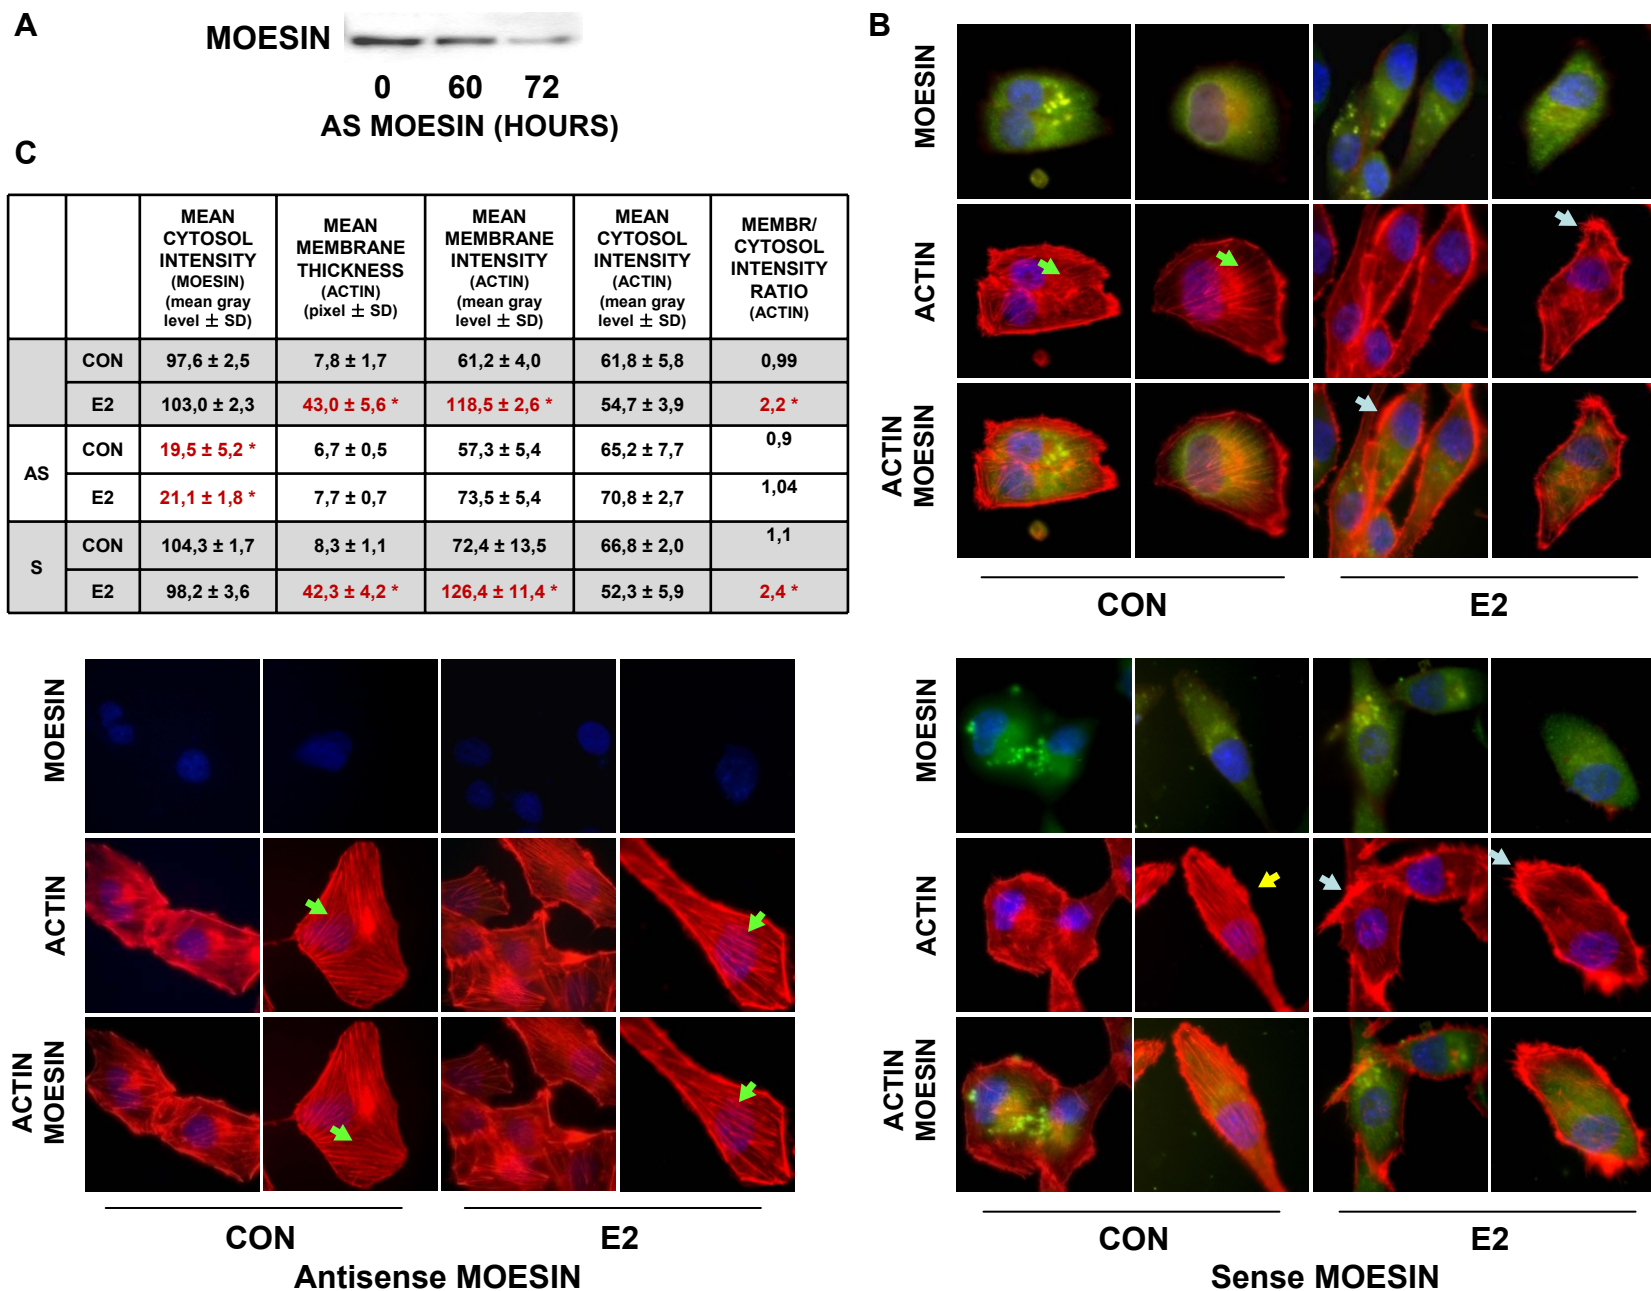 A
MOESIN
0 60 72
AS MOESIN (HOURS)
B
MOESIN
ACTIN
ACTIN
MOESIN
CON E2
C
MEAN CYTOSOL INTENSITY (MOESIN) (mean gray level ± SD)
MEAN MEMBRANE THICKNESS (ACTIN) (pixel ± SD)
MEAN MEMBRANE INTENSITY (ACTIN) (mean gray level ± SD)
MEAN CYTOSOL INTENSITY (ACTIN) (mean gray level ± SD)
MEMBR/ CYTOSOL INTENSITY RATIO (ACTIN)
CON 97,6 ± 2,5 7,8 ± 1,7 61,2 ± 4,0 61,8 ± 5,8 0,99
E2 103,0 ± 2,3 43,0 ± 5,6 * 118,5 ± 2,6 * 54,7 ± 3,9 2,2 *
AS
CON 19,5 ± 5,2 * 6,7 ± 0,5 57,3 ± 5,4 65,2 ± 7,7 0,9
E2 21,1 ± 1,8 * 7,7 ± 0,7 73,5 ± 5,4 70,8 ± 2,7 1,04
S
CON 104,3 ± 1,7 8,3 ± 1,1 72,4 ± 13,5 66,8 ± 2,0 1,1
E2 98,2 ± 3,6 42,3 ± 4,2 * 126,4 ± 11,4 * 52,3 ± 5,9 2,4 *
MOESIN
ACTIN
ACTIN
MOESIN
CON E2
Antisense MOESIN
MOESIN
ACTIN
ACTIN
MOESIN
CON E2
Sense MOESIN